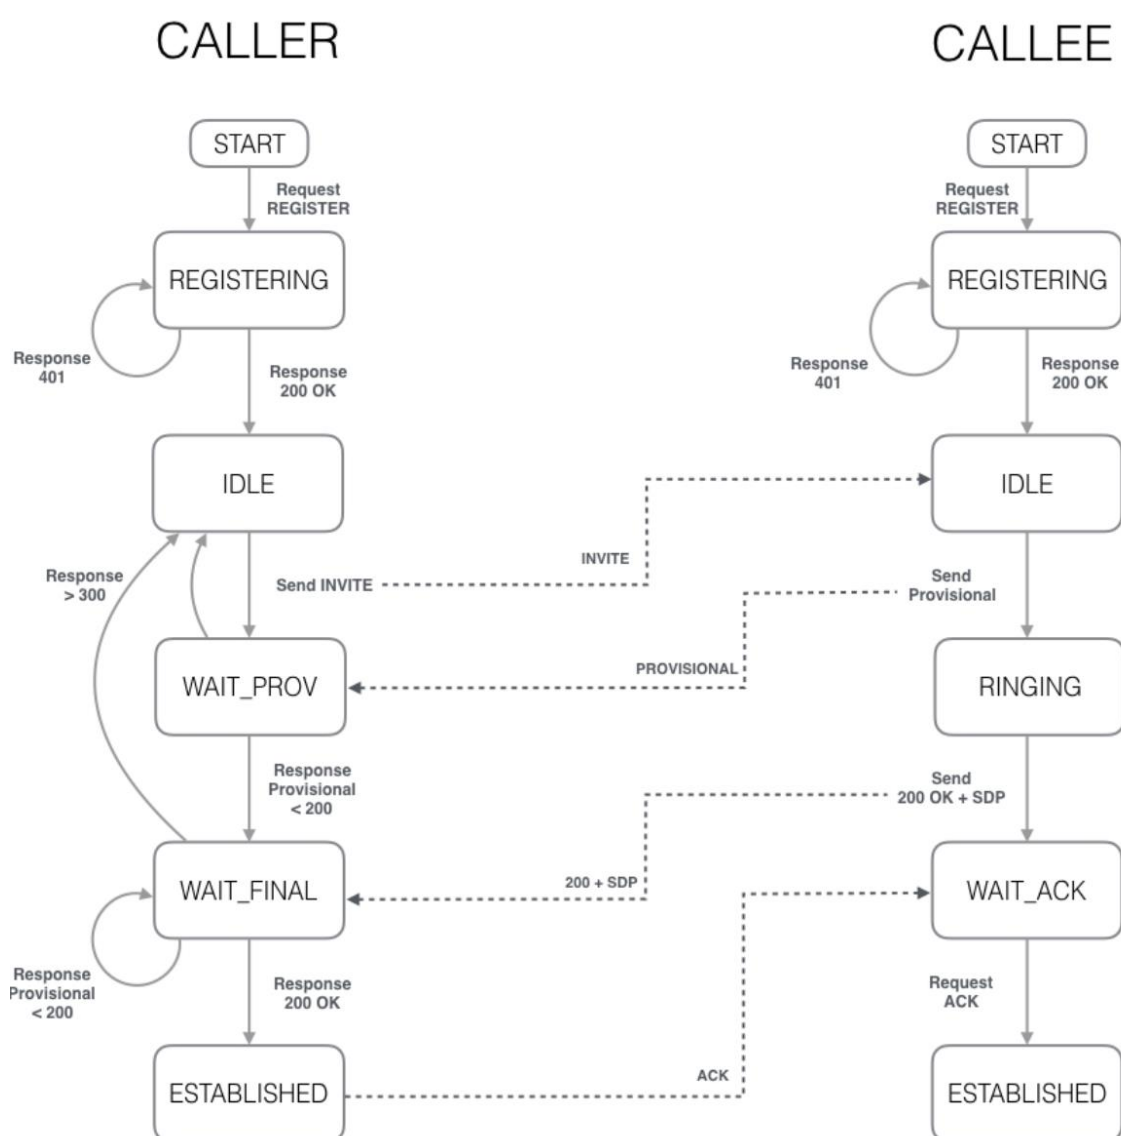 CALLER
CALLEE
START
START
Request
REGISTER
Request
REGISTER
REGISTERING
REGISTERING
Response
401
Response
200 OK
Response
401
Response
200 OK
IDLE
IDLE
Response
> 300
Send INVITE
INVITE
Send
Provisional
WAIT_PROV
PROVISIONAL
RINGING
Response
Provisional
< 200
Send
200 OK + SDP
WAIT_FINAL
200 + SDP
WAIT_ACK
Response
Provisional
< 200
Response
200 OK
Request
ACK
ESTABLISHED
ACK
ESTABLISHED